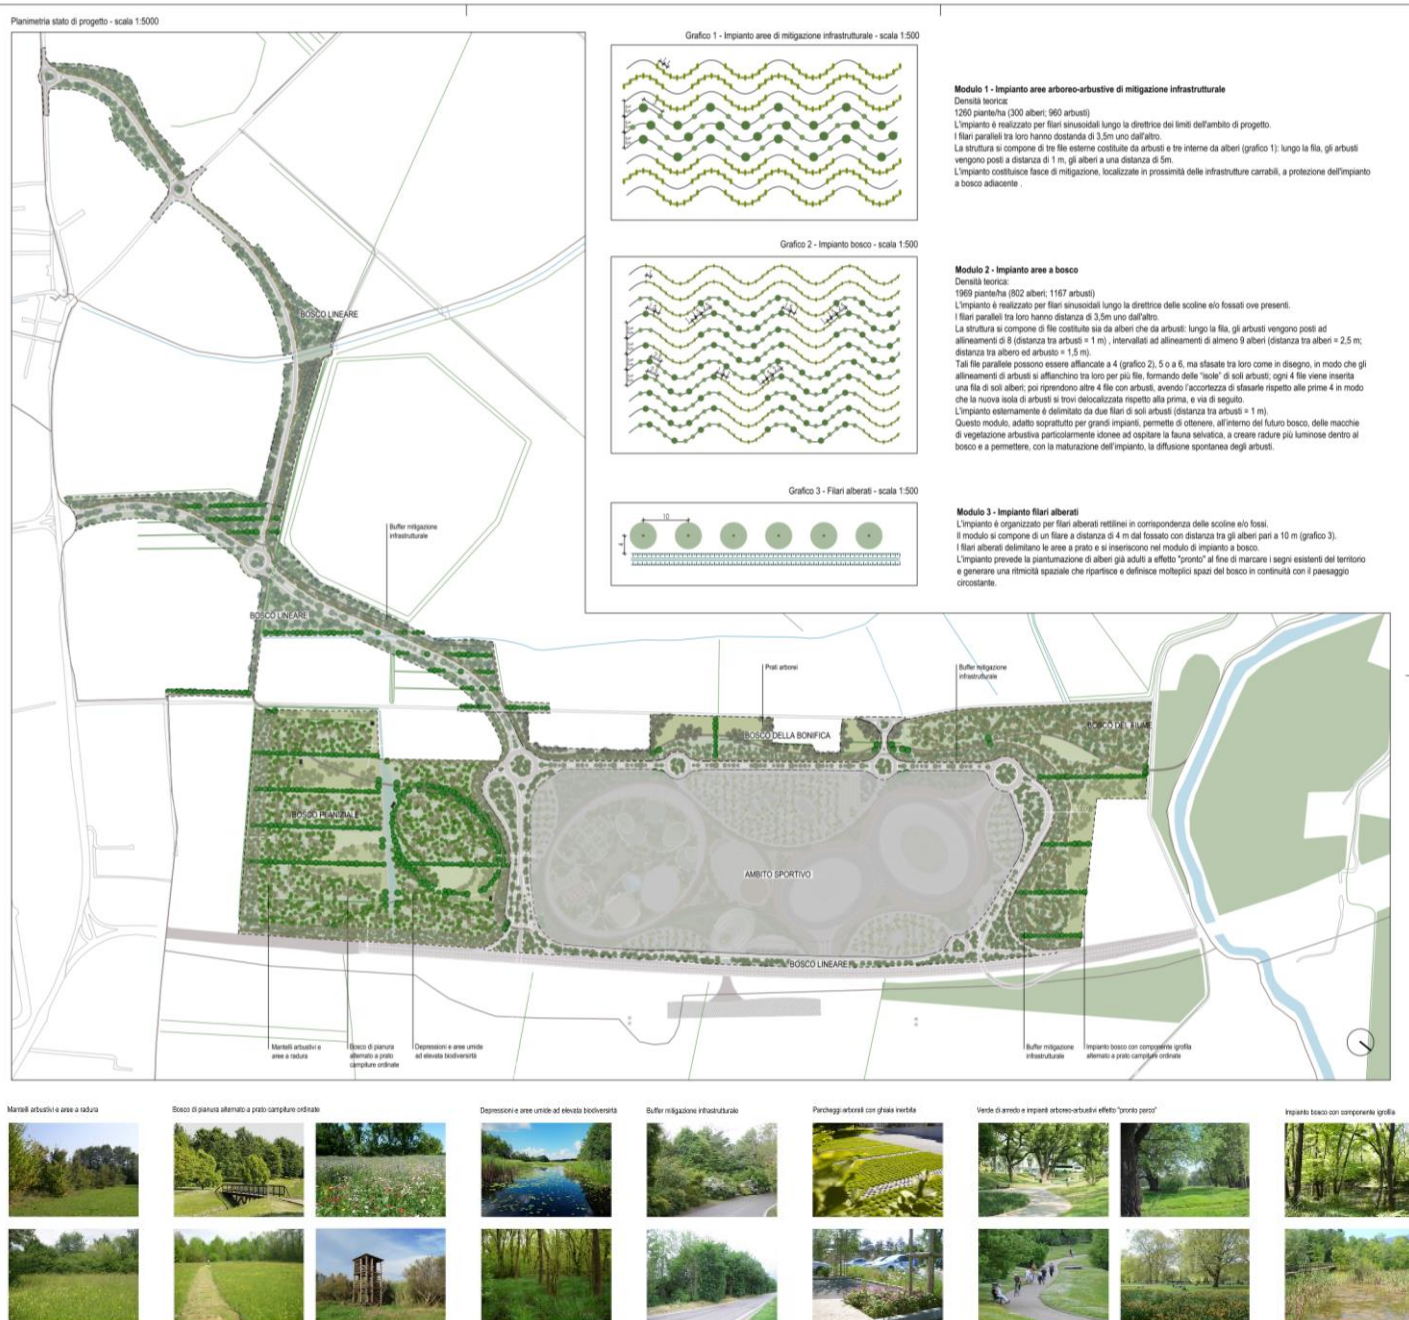 Planimetria stato di progetto - scala 1:5000
Grafico 1 - Impianto aree di mitigazione infrastrutturale - scala 1:500
Modulo 1 - Impianto aree arboreo-arbustive di mitigazione infrastrutturale
Densità teorica:
1260 piante/ha (300 alberi; 960 arbusti)
L'impianto è realizzato per filari sinusoidali lungo la direttrice dei limiti dell'ambito di progetto.
I filari paralleli tra loro hanno dostanda di 3,5m uno dall'altro.
La struttura si compone di tre file esterne costituite da arbusti e tre interne da alberi (grafico 1): lungo la fila, gli arbusti
vengono posti a distanza di 1 m, gli alberi a una distanza di 5m.
L'impianto costituisce fasce di mitigazione, localizzate in prossimità delle infrastrutture carrabili, a protezione dell'impianto
a bosco adiacente .
Grafico 2 - Impianto bosco - scala 1:500
Modulo 2 - Impianto aree a bosco
Densità teorica:
1969 piante/ha (802 alberi; 1167 arbusti)
L'impianto è realizzato per filari sinusoidali lungo la direttrice delle scoline e/o fossati ove presenti.
I filari paralleli tra loro hanno distanza di 3,5m uno dall'altro.
La struttura si compone di file costituite sia da alberi che da arbusti: lungo la fila, gli arbusti vengono posti ad
allineamenti di 8 (distanza tra arbusti = 1 m) , intervallati ad allineamenti di almeno 9 alberi (distanza tra alberi = 2,5 m;
distanza tra albero ed arbusto = 1,5 m).
Tali file parallele possono essere affiancate a 4 (grafico 2), 5 o a 6, ma sfasate tra loro come in disegno, in modo che gli
allineamenti di arbusti si affianchino tra loro per più file, formando delle "isole" di soli arbusti; ogni 4 file viene inserita
una fila di soli alberi; poi riprendono altre 4 file con arbusti, avendo l'accortezza di sfasarle rispetto alle prime 4 in modo
che la nuova isola di arbusti si trovi delocalizzata rispetto alla prima, e via di seguito.
L'impianto esternamente è delimitato da due filari di soli arbusti (distanza tra arbusti = 1 m).
Questo modulo, adatto soprattutto per grandi impianti, permette di ottenere, all'interno del futuro bosco, delle macchie
di vegetazione arbustiva particolarmente idonee ad ospitare la fauna selvatica, a creare radure più luminose dentro al
bosco e a permettere, con la maturazione dell'impianto, la diffusione spontanea degli arbusti.
Grafico 3 - Filari alberati - scala 1:500
10
4
Modulo 3 - Impianto filari alberati
L'impianto è organizzato per filari alberati rettilinei in corrispondenza delle scoline e/o fossi.
Il modulo si compone di un filare a distanza di 4 m dal fossato con distanza tra gli alberi pari a 10 m (grafico 3).
I filari alberati delimitano le aree a prato e si inseriscono nel modulo di impianto a bosco.
L'impianto prevede la piantumazione di alberi già adulti a effetto "pronto" al fine di marcare i segni esistenti del territorio
e generare una ritmicità spaziale che ripartisce e definisce molteplici spazi del bosco in continuità con il paesaggio
circostante.
BOSCO LINEARE
Buffer mitigazione
infrastrutturale
BOSCO LINEARE
Prati arborei
Buffer mitigazione
infrastrutturale
BOSCO DELLA BONIFICA
BOSCO DEL FIUME
BOSCO PLANIZIALE
AMBITO SPORTIVO
BOSCO LINEARE
Mantelli arbustivi e
aree a radura
Bosco di pianura
alternato a prato
campiture ordinate
Depressioni e aree umide
ad elevata biodiversirtà
Buffer mitigazione
infrastrutturale
Impianto bosco con componente igrofila
alternato a prato campiture ordinate
Mantelli arbustivi e aree a radura
Bosco di pianura alternato a prato campiture ordinate
Depressioni e aree umide ad elevata biodiversirtà
Buffer mitigazione infrastrutturale
Parcheggi arborati con ghiaia inerbita
Verde di arredo e impianti arboreo-arbustivi effetto "pronto parco"
Impianto bosco con componente igrofila